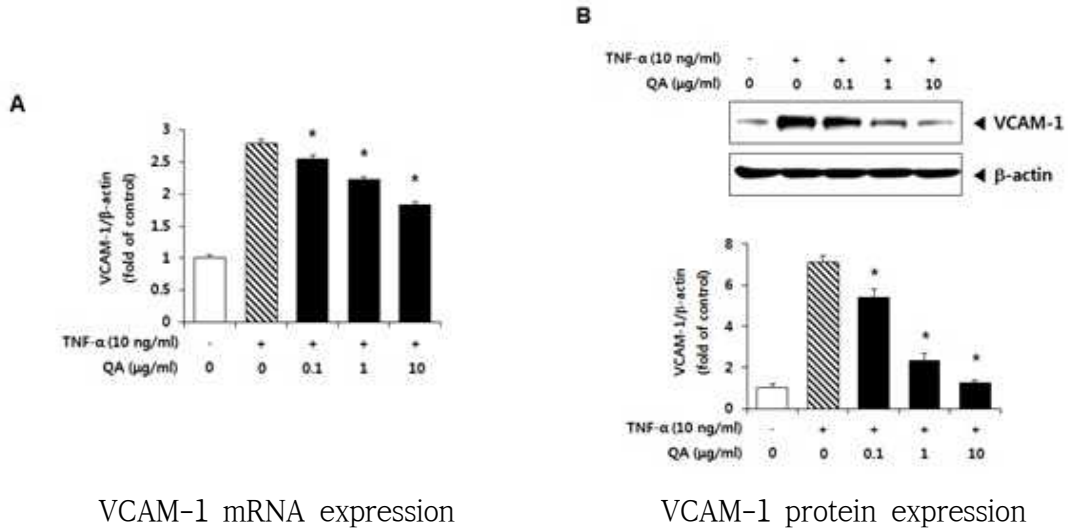 A
VCAM-1/β-actin
(fold of control)
3
2.5
2
1.5
1
0.5
0
* * *
TNF-α (10 ng/ml) - + + + +
QA (μg/ml) 0 0 0.1 1 10
VCAM-1 mRNA expression
B
TNF-α (10 ng/ml) - + + + +
QA (μg/ml) 0 0 0.1 1 10
◀ VCAM-1
◀ β-actin
VCAM-1/β-actin
(fold of control)
8
6
4
2
0
* * *
TNF-α (10 ng/ml) - + + + +
QA (μg/ml) 0 0 0.1 1 10
VCAM-1 protein expression